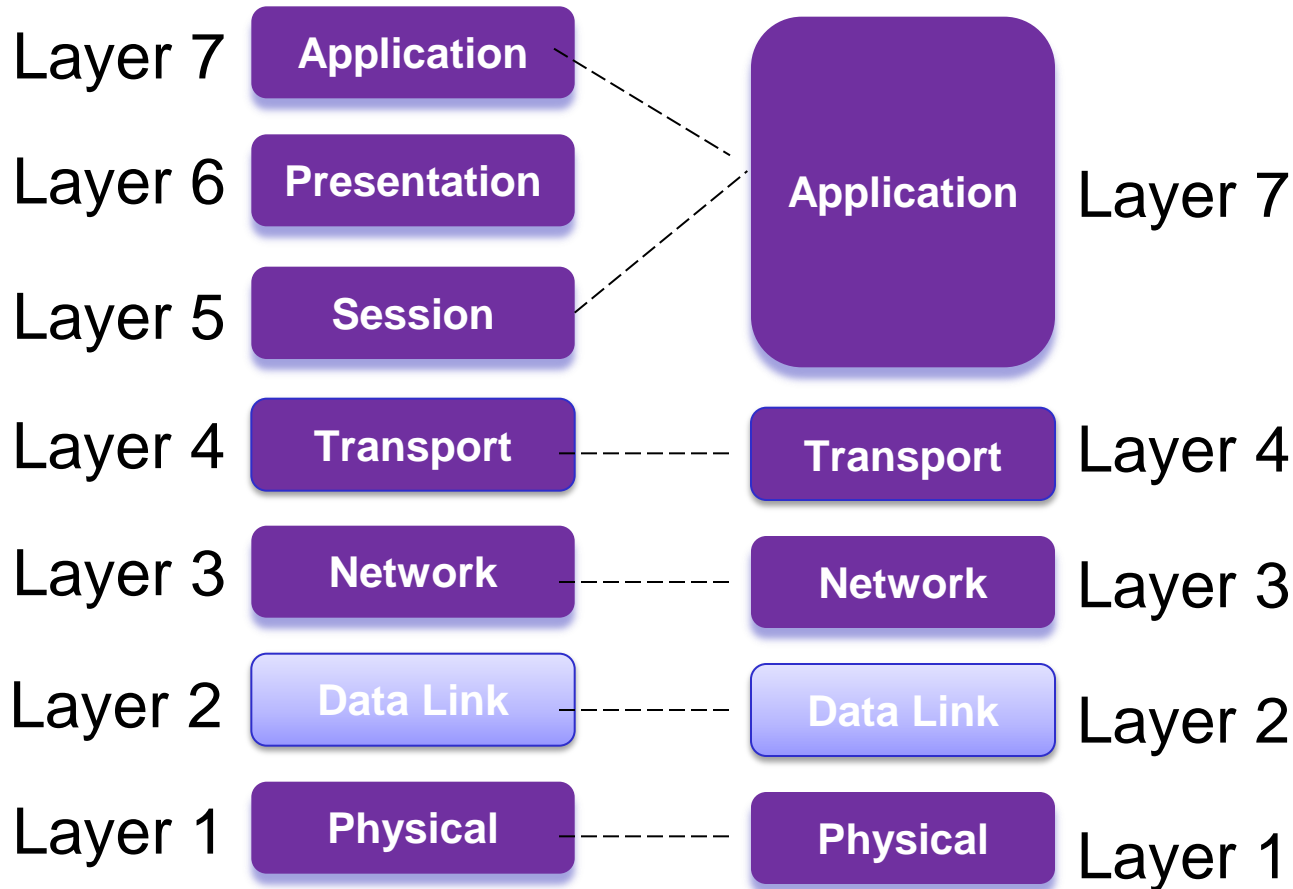 Layer 7
Application
Layer 6
Presentation
Application
Layer 7
Layer 5
Session
Layer 4
Transport
Transport
Layer 4
Layer 3
Network
Network
Layer 3
Layer 2
Data Link
Data Link
Layer 2
Layer 1
Physical
Physical
Layer 1